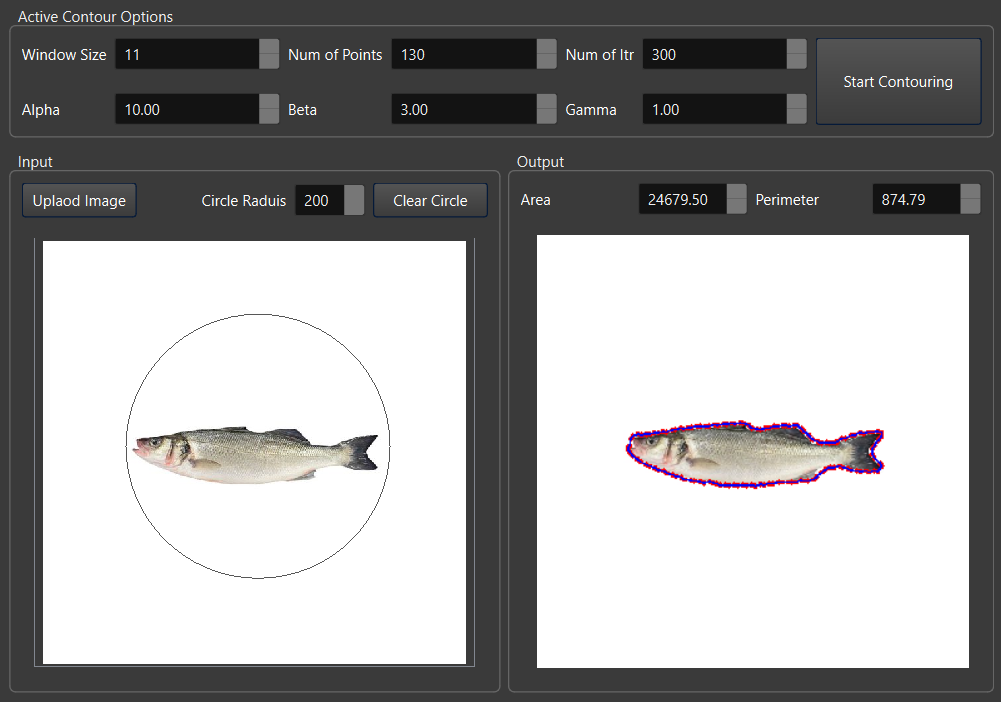 Active Contour Options
Window Size 11 Num of Points 130 Num of Itr 300
Start Contouring
Alpha 10.00 Beta 3.00 Gamma 1.00
Input
Uplaod Image Circle Raduis 200 Clear Circle
Output
Area 24679.50 Perimeter 874.79